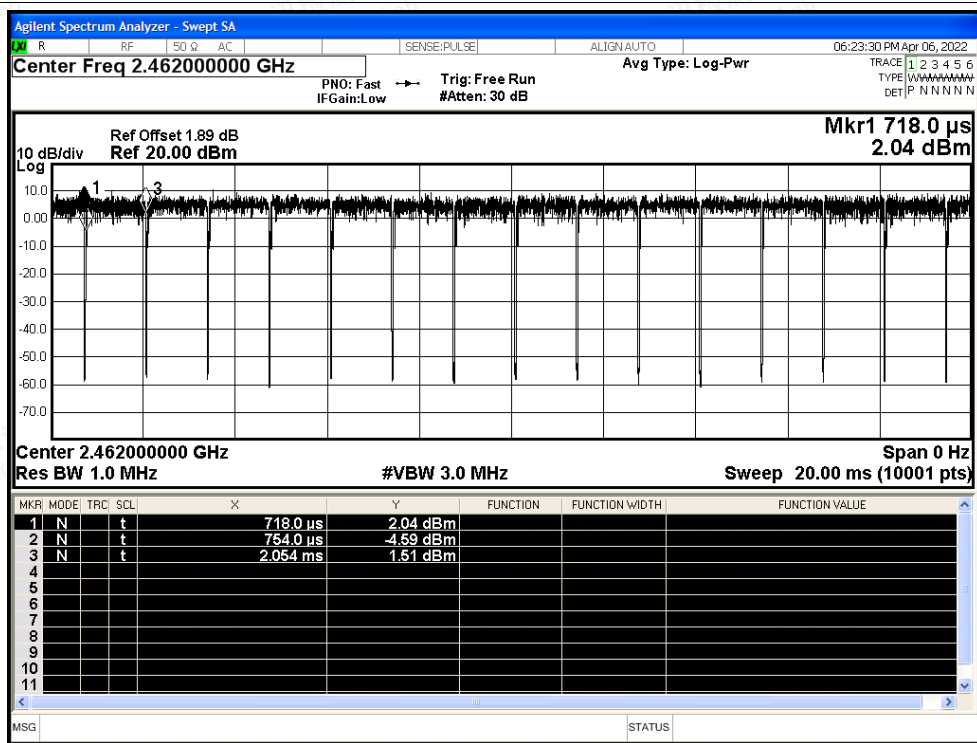 Agilent Spectrum Analyzer - Swept SA
LXI R RF 50 Ω AC SENSE:PULSE ALIGN AUTO 06:23:30 PM Apr 06, 2022
Center Freq 2.462000000 GHz Avg Type: Log-Pwr TRACE 1 2 3 4 5 6
PNO: Fast Trig: Free Run TYPE WWWWWW
IFGain:Low #Atten: 30 dB DET P N N N N N
Mkr1 718.0 µs
Ref Offset 1.89 dB
10 dB/div Ref 20.00 dBm 2.04 dBm
Log
10.0
1 3
0.00
-10.0
-20.0
-30.0
-40.0
-50.0
-60.0
-70.0
Center 2.462000000 GHz Span 0 Hz
Res BW 1.0 MHz #VBW 3.0 MHz Sweep 20.00 ms (10001 pts)
MKR MODE TRC SCL X Y FUNCTION FUNCTION WIDTH FUNCTION VALUE
1 N t 718.0 µs 2.04 dBm
2 N t 754.0 µs -4.59 dBm
3 N t 2.054 ms 1.51 dBm
4
5
6
7
8
9
10
11
MSG STATUS